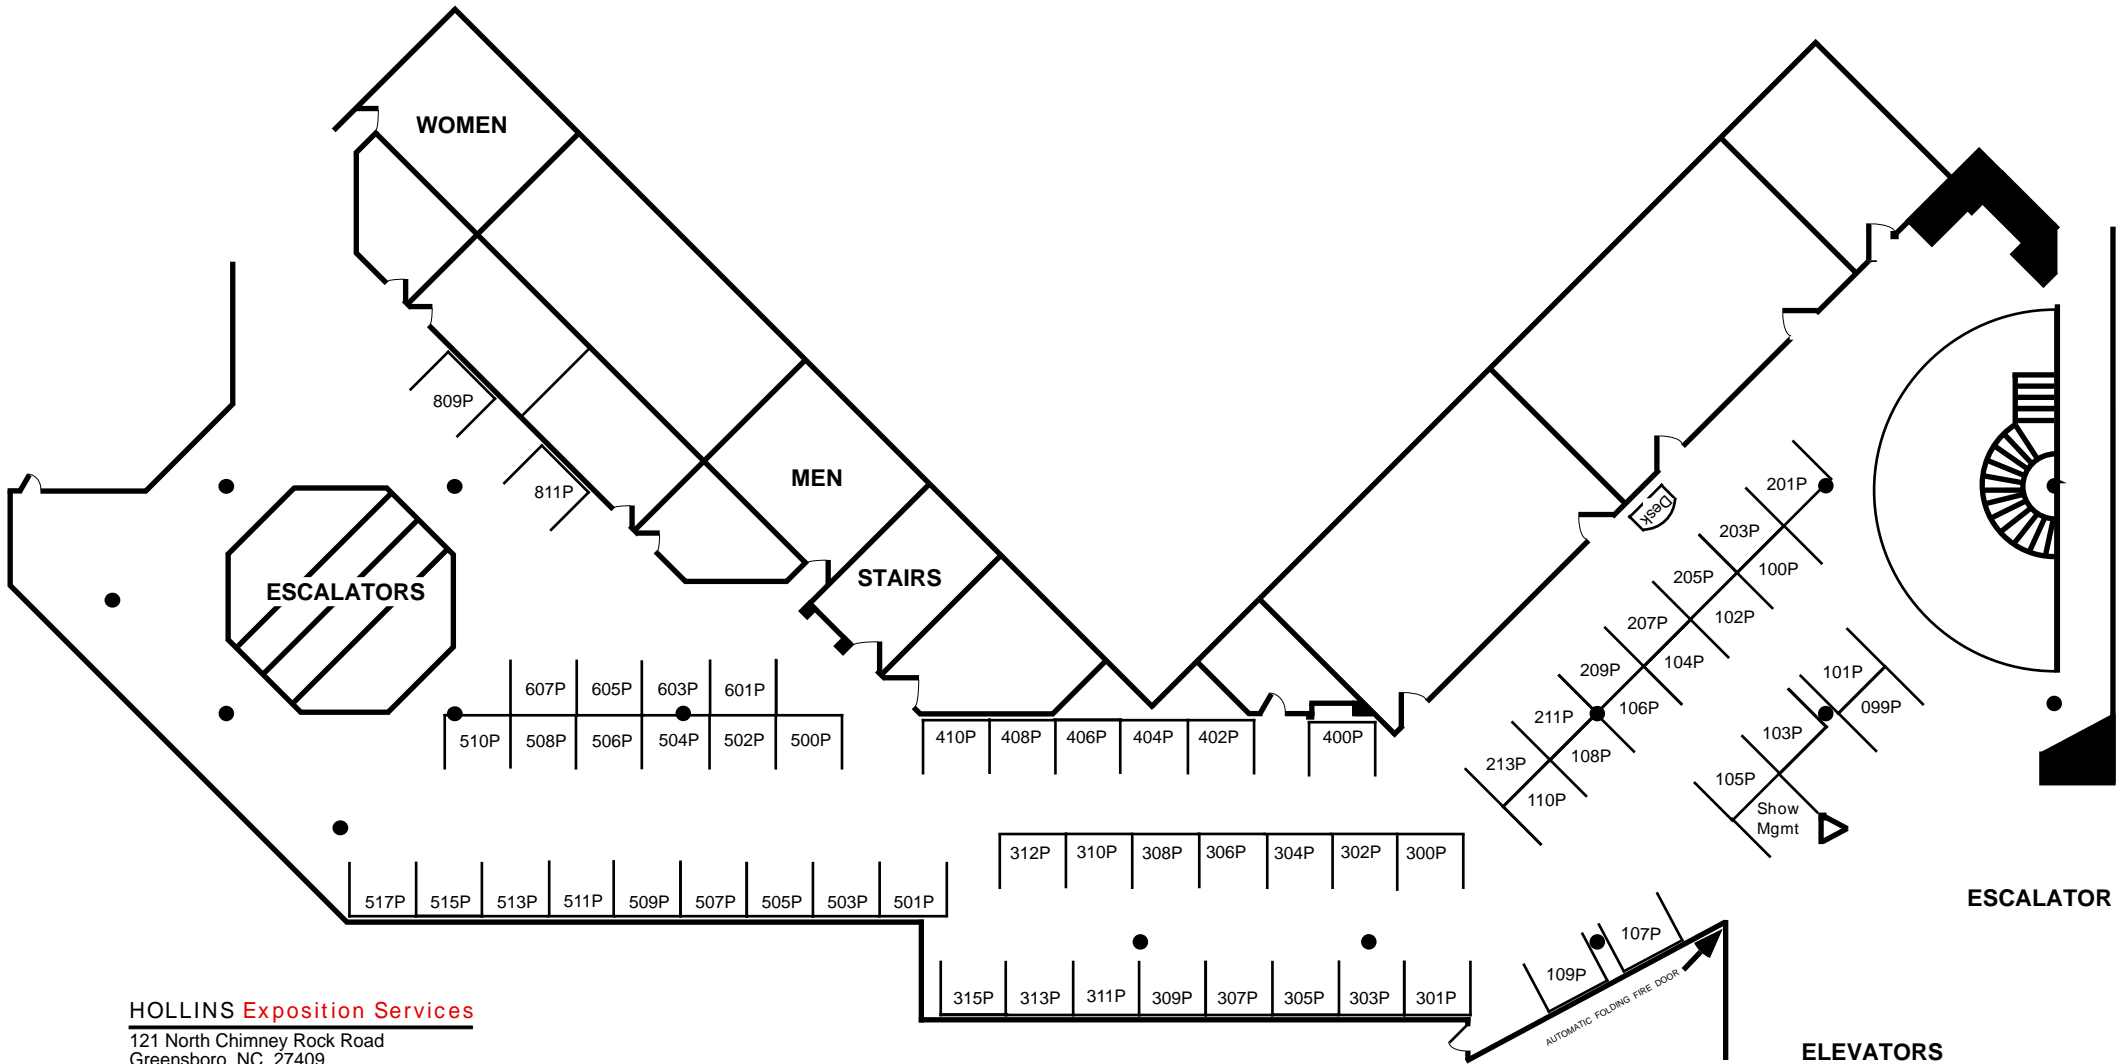 WOMEN
809P
811P
MEN
STAIRS
ESCALATORS
Desk
201P
203P
205P 100P
207P 102P
209P 104P
211P 106P
213P 108P
110P
101P
099P
103P
105P
Show
Mgmt
607P 605P 603P 601P
510P 508P 506P 504P 502P 500P
410P 408P 406P 404P 402P 400P
312P 310P 308P 306P 304P 302P 300P
517P 515P 513P 511P 509P 507P 505P 503P 501P
ESCALATOR
107P
109P
AUTOMATIC FOLDING FIRE DOOR
315P 313P 311P 309P 307P 305P 303P 301P
HOLLINS Exposition Services
121 North Chimney Rock Road
Greensboro, NC 27409
ELEVATORS